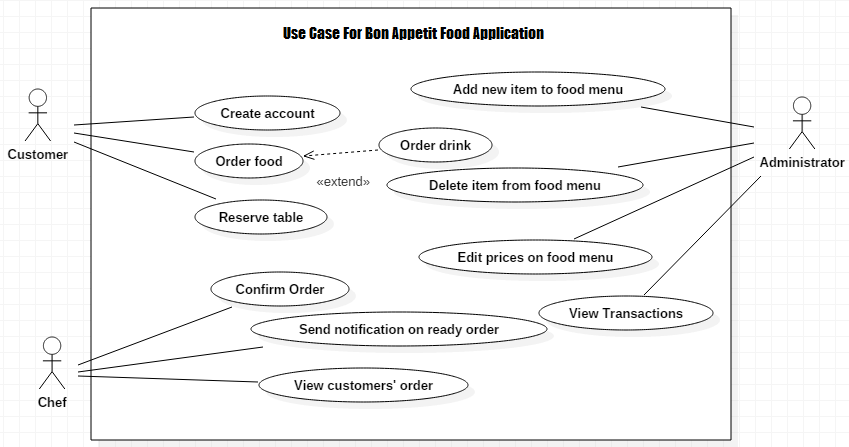 Use Case For Bon Appetit Food Application
Add new item to food menu
Create account
Customer
Order drink
Order food
Administrator
«extend»
Delete item from food menu
Reserve table
Edit prices on food menu
Confirm Order
View Transactions
Send notification on ready order
View customers' order
Chef